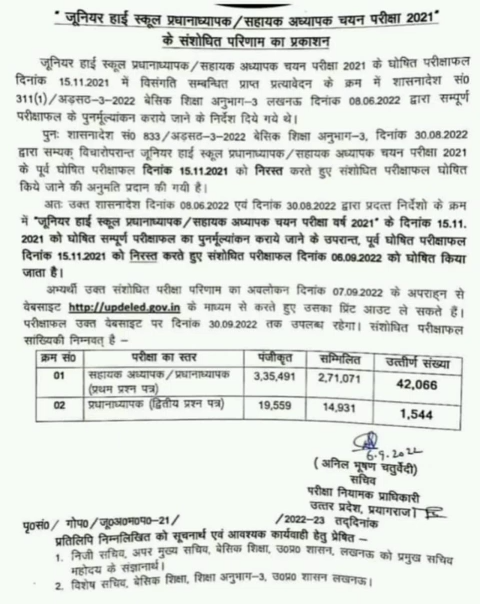 "जूनियर हाई स्कूल प्रधानाध्यापक/सहायक अध्यापक चयन परीक्षा 2021"
के संशोधित परिणाम का प्रकाशन
जूनियर हाई स्कूल प्रधानाध्यापक/सहायक अध्यापक चयन परीक्षा 2021 के घोषित परीक्षाफल
दिनांक 15.11.2021 में विसंगति सम्बन्धित प्राप्त प्रत्यावेदन के क्रम में शासनादेश सं0
311(1)/अड़सठ-3-2022 बेसिक शिक्षा अनुभाग-3 लखनऊ दिनांक 08.06.2022 द्वारा सम्पूर्ण
परीक्षाफल के पुनर्मूल्यांकन कराये जाने के निर्देश दिये गये थे।
पुनः शासनादेश सं0 833/अड़सठ-3-2022 बेसिक शिक्षा अनुभाग-3, दिनांक 30.08.2022
द्वारा सम्यक् विचारोपरान्त जूनियर हाई स्कूल प्रधानाध्यापक/सहायक अध्यापक चयन परीक्षा 2021
के पूर्व घोषित परीक्षाफल दिनांक 15.11.2021 को निरस्त करते हुए संशोधित परीक्षाफल घोषित
किये जाने की अनुमति प्रदान की गयी है।
अतः उक्त शासनादेश दिनांक 08.06.2022 एवं दिनांक 30.08.2022 द्वारा प्रदत्त निर्देशो के क्रम
में "जूनियर हाई स्कूल प्रधानाध्यापक/सहायक अध्यापक चयन परीक्षा वर्ष 2021" के दिनांक 15.11.
2021 को घोषित सम्पूर्ण परीक्षाफल का पुनर्मूल्यांकन कराये जाने के उपरान्त, पूर्व घोषित परीक्षाफल
दिनांक 15.11.2021 को निरस्त करते हुए संशोधित परीक्षाफल दिनांक 06.09.2022 को घोषित किया
जाता है।
अभ्यर्थी उक्त संशोधित परीक्षा परिणाम का अवलोकन दिनांक 07.09.2022 के अपराहन से
वेबसाइट http://updeled.gov.in के माध्यम से करते हुए उसका प्रिंट आउट ले सकते हैं।
परीक्षाफल उक्त वेबसाइट पर दिनांक 30.09.2022 तक उपलब्ध रहेगा। संशोधित परीक्षाफल
सांख्यिकी निम्नवत् है –
क्रम सं0 परीक्षा का स्तर पंजीकृत सम्मिलित उत्तीर्ण संख्या
01 सहायक अध्यापक/प्रधानाध्यापक (प्रथम प्रश्न पत्र) 3,35,491 2,71,071 42,066
02 प्रधानाध्यापक (द्वितीय प्रश्न पत्र) 19,559 14,931 1,544
6.9.2022
(अनिल भूषण चतुर्वेदी)
सचिव
परीक्षा नियामक प्राधिकारी
उत्तर प्रदेश, प्रयागराज।
पृ0सं0/ गोप0/जू0अ0म0प0-21/ /2022-23 तद्दिनांक
प्रतिलिपि निम्नलिखित को सूचनार्थ एवं आवश्यक कार्यवाही हेतु प्रेषित –
1. निजी सचिव, अपर मुख्य सचिव, बेसिक शिक्षा, उ0प्र0 शासन, लखनऊ को प्रमुख सचिव
महोदय के संज्ञानार्थ।
2. विशेष सचिव, बेसिक शिक्षा, शिक्षा अनुभाग-3, उ0प्र0 शासन लखनऊ।